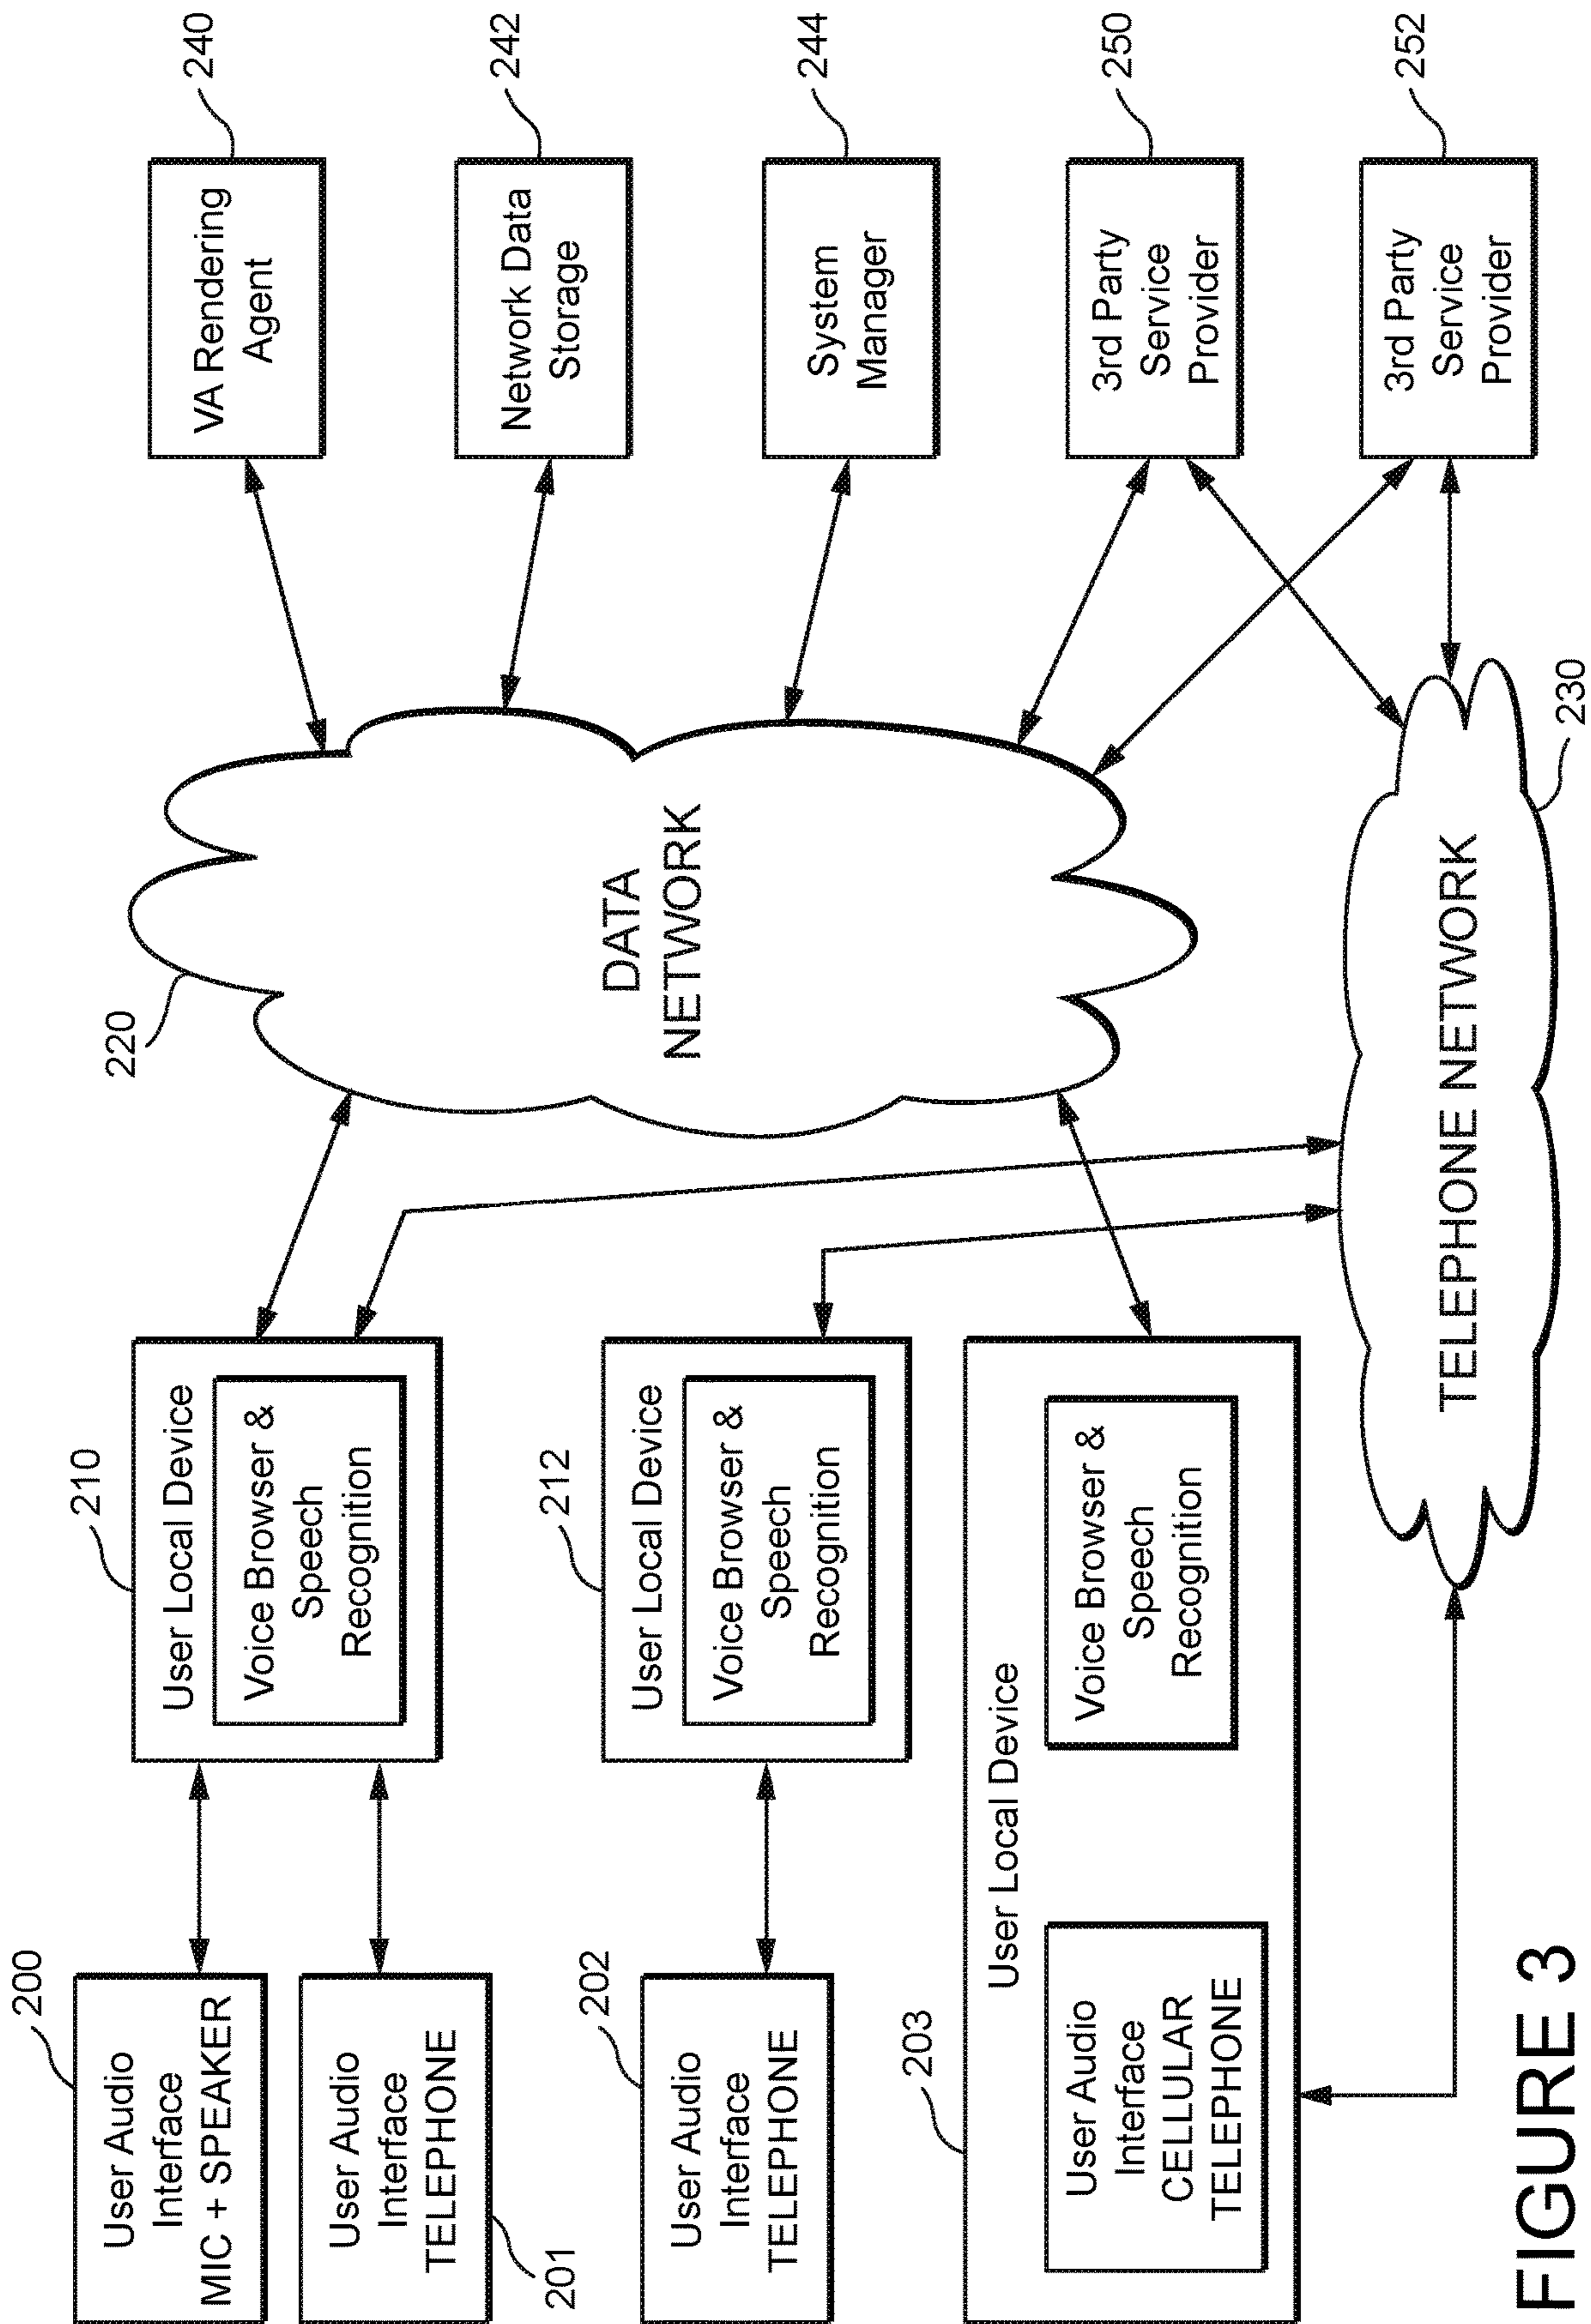 200
User Audio
Interface
MIC + SPEAKER
User Audio
Interface
TELEPHONE
201
202
User Audio
Interface
TELEPHONE
203
User Local Device
User Audio
Interface
CELLULAR
TELEPHONE
Voice Browser &
Speech
Recognition
210
User Local Device
Voice Browser &
Speech
Recognition
212
User Local Device
Voice Browser &
Speech
Recognition
220
DATA
NETWORK
TELEPHONE NETWORK
230
VA Rendering
Agent
240
Network Data
Storage
242
System
Manager
244
3rd Party
Service
Provider
250
3rd Party
Service
Provider
252
FIGURE 3